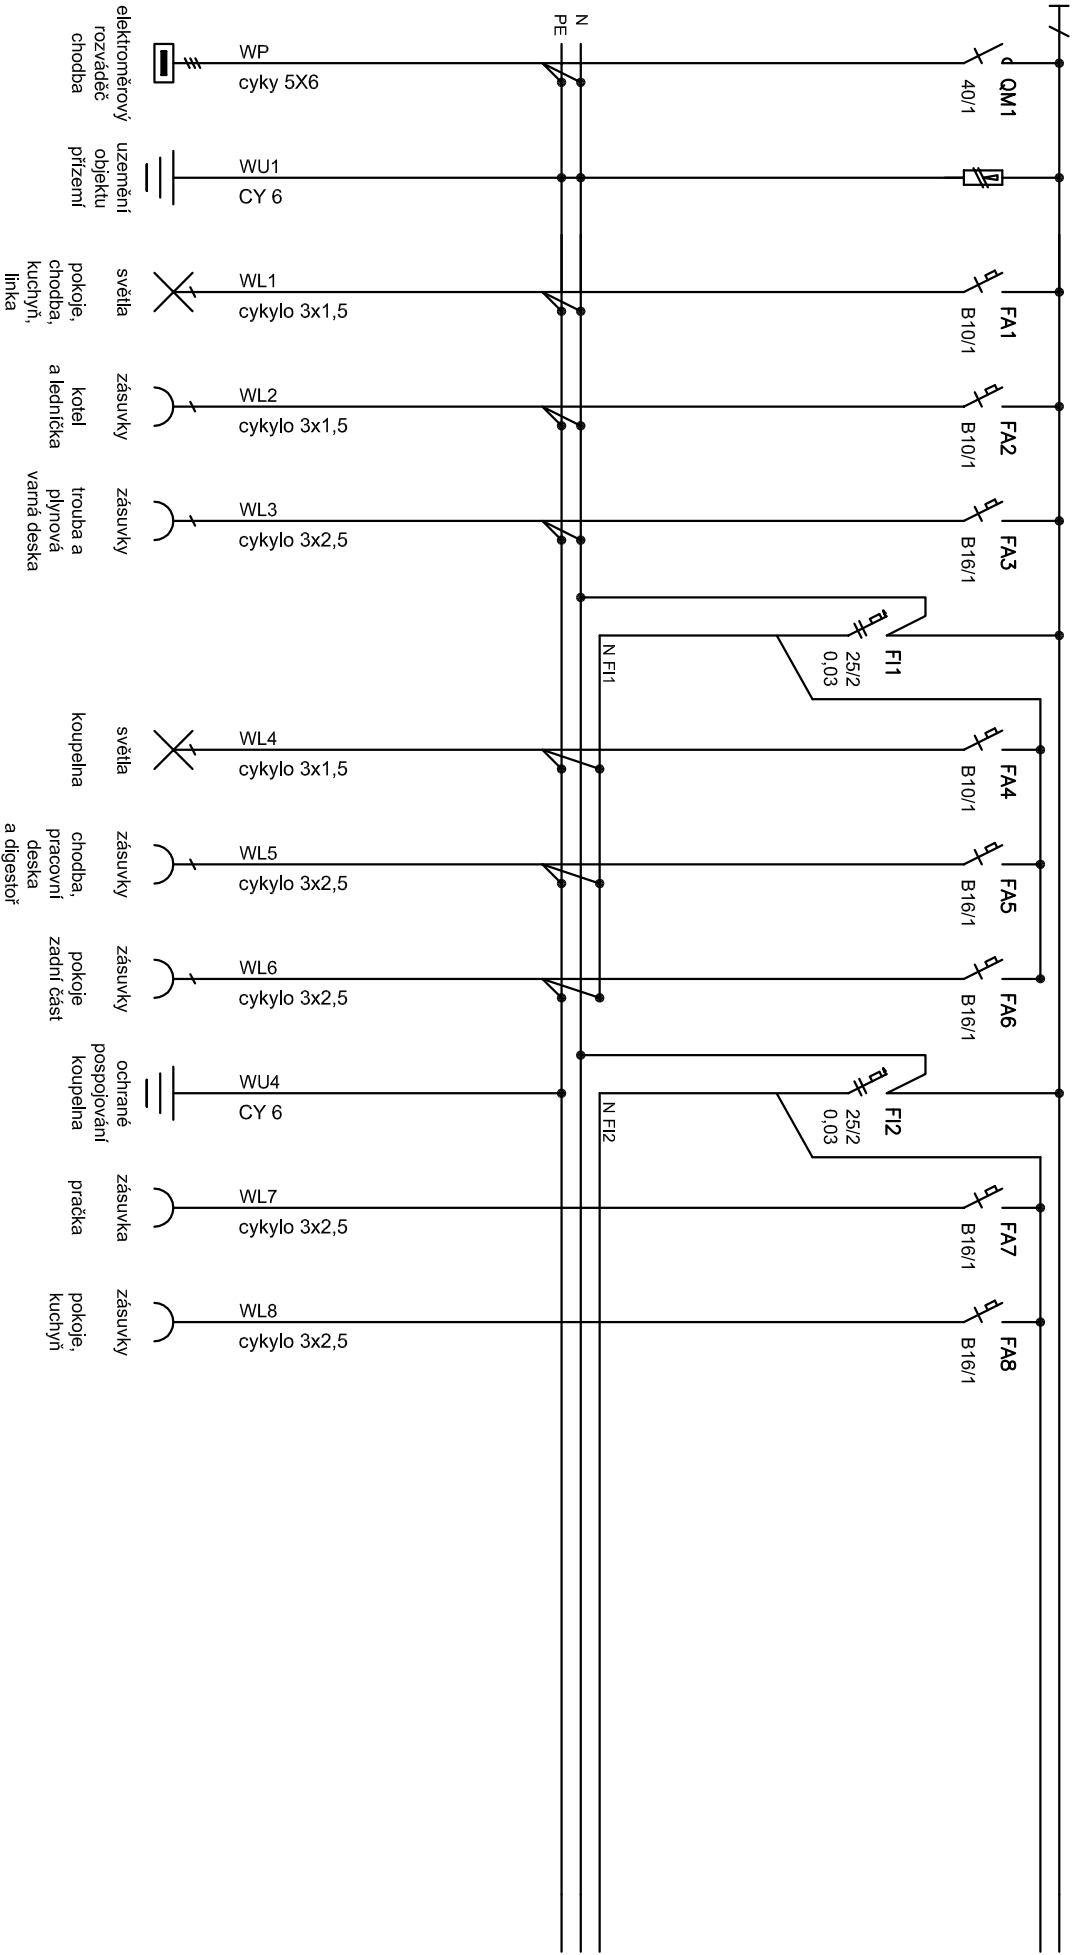 elektroměrový
rozváděč
chodba
WP
cyky 5X6
PE
N
QM1
40/1
uzemění
objektu
přízemí
WU1
CY 6
světla
pokoje,
chodba,
kuchyň,
linka
WL1
cykylo 3x1,5
FA1
B10/1
zásuvky
kotel
a lednička
WL2
cykylo 3x1,5
FA2
B10/1
zásuvky
trouba a
plynová
varná deska
WL3
cykylo 3x2,5
FA3
B16/1
N FI1
FI1
25/2
0,03
světla
koupelna
WL4
cykylo 3x1,5
FA4
B10/1
zásuvky
chodba,
pracovní
deska
a digestoř
WL5
cykylo 3x2,5
FA5
B16/1
zásuvky
pokoje
zadní část
WL6
cykylo 3x2,5
FA6
B16/1
ochrané
pospojování
koupelna
WU4
CY 6
N FI2
FI2
25/2
0,03
zásuvka
pračka
WL7
cykylo 3x2,5
FA7
B16/1
zásuvky
pokoje,
kuchyň
WL8
cykylo 3x2,5
FA8
B16/1